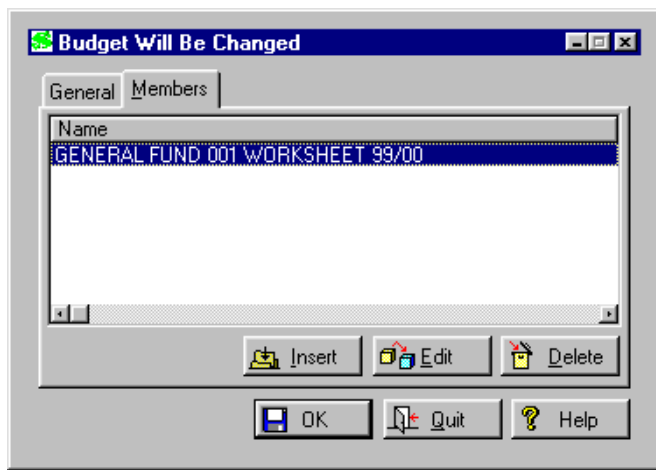 Budget Will Be Changed
General Members
Name
GENERAL FUND 001 WORKSHEET 99/00
Insert Edit Delete
OK Quit Help